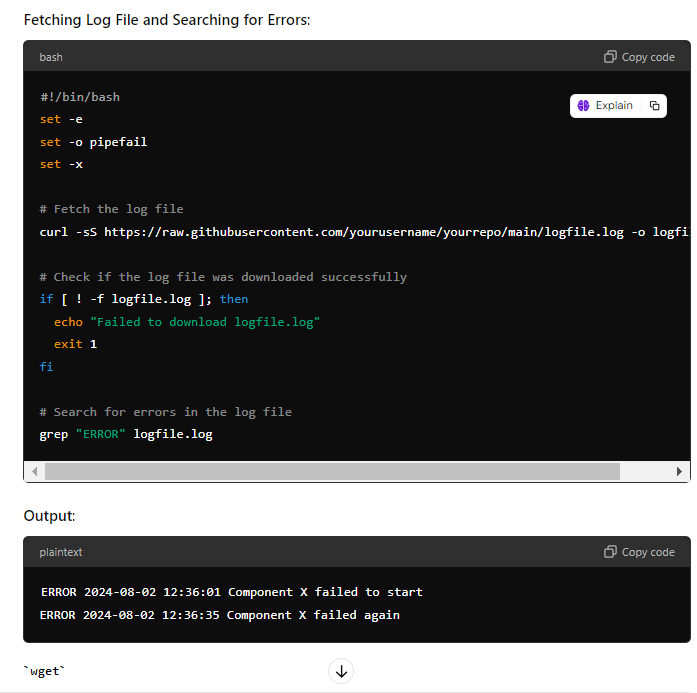 Fetching Log File and Searching for Errors:
bash
Copy code
#!/bin/bash
Explain
set -e
set -o pipefail
set -x
# Fetch the log file
curl -sS https://raw.githubusercontent.com/yourusername/yourrepo/main/logfile.log -o logfi
# Check if the log file was downloaded successfully
if [ ! -f logfile.log ]; then
  echo "Failed to download logfile.log"
  exit 1
fi
# Search for errors in the log file
grep "ERROR" logfile.log
Output:
plaintext
Copy code
ERROR 2024-08-02 12:36:01 Component X failed to start
ERROR 2024-08-02 12:36:35 Component X failed again
`wget`